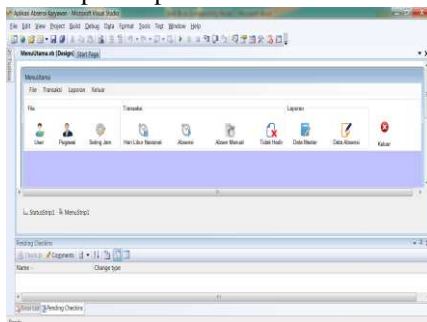 Aplikasi Absensi Karyawan - Microsoft Visual Studio
File Edit View Project Build Debug Data Format Tools Test Window Help
MenuUtama.vb [Design] Start Page
MenuUtama
File Transaksi Laporan Keluar
File Transaksi Laporan
User Pegawai Seting Jam Hari Libur Nasional Absensi Absen Manual Tidak Hadir Data Master Data Absensi Keluar
StatusStrip1 MenuStrip1
Pending Checkins
Comments
Name Change type
Error List Pending Checkins
Ready